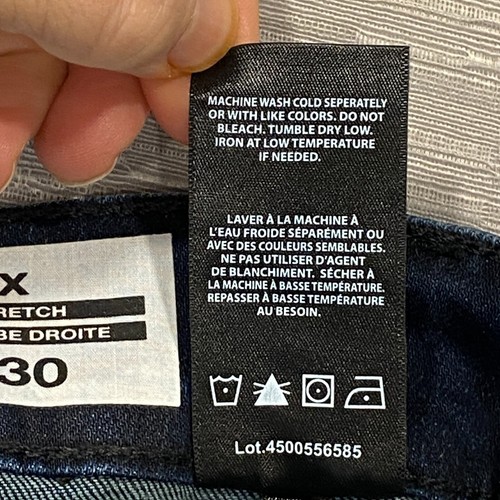 MACHINE WASH COLD SEPERATELY
OR WITH LIKE COLORS. DO NOT
BLEACH. TUMBLE DRY LOW.
IRON AT LOW TEMPERATURE
IF NEEDED.
LAVER À LA MACHINE À
L'EAU FROIDE SÉPARÉMENT OU
AVEC DES COULEURS SEMBLABLES.
NE PAS UTILISER D'AGENT
DE BLANCHIMENT. SÉCHER À
LA MACHINE À BASSE TEMPÉRATURE.
REPASSER À BASSE TEMPÉRATURE
AU BESOIN.
Lot.4500556585
X
RETCH
BE DROITE
30